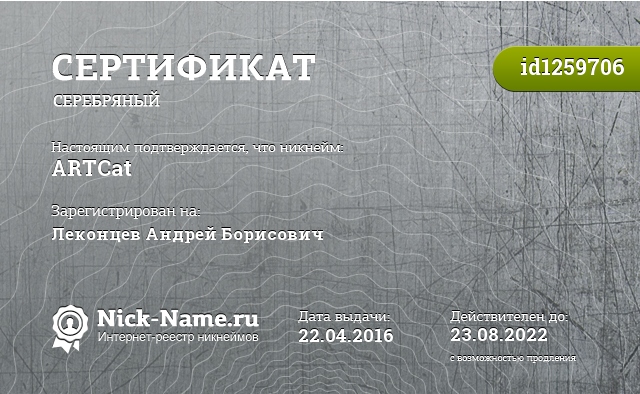 СЕРТИФИКАТ
id1259706
СЕРЕБРЯНЫЙ
Настоящим подтверждается, что никнейм:
ARTCat
Зарегистрирован на:
Леконцев Андрей Борисович
Nick-Name.ru
Интернет-реестр никнеймов
Дата выдачи:
22.04.2016
Действителен до:
23.08.2022
с возможностью продления